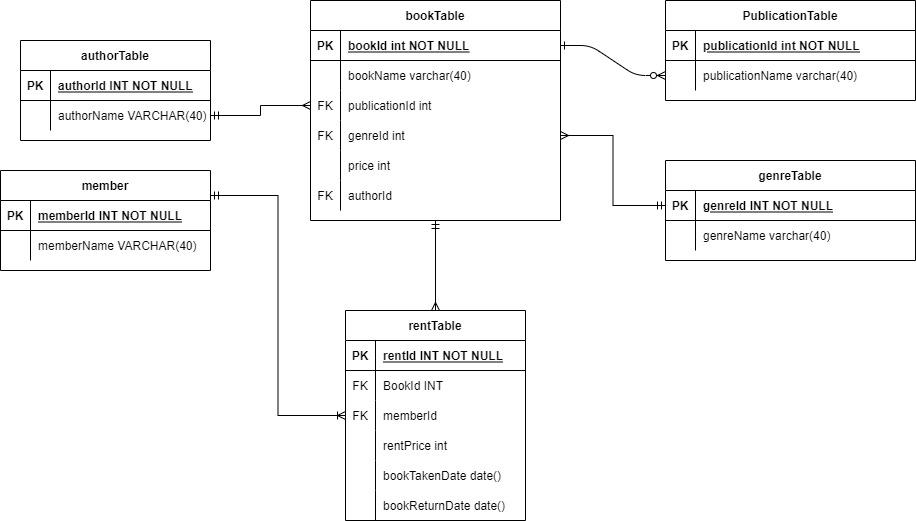 bookTable
PK bookId int NOT NULL
bookName varchar(40)
FK publicationId int
FK genreId int
price int
FK authorId
PublicationTable
PK publicationId int NOT NULL
publicationName varchar(40)
authorTable
PK authorId INT NOT NULL
authorName VARCHAR(40)
member
PK memberId INT NOT NULL
memberName VARCHAR(40)
genreTable
PK genreId INT NOT NULL
genreName varchar(40)
rentTable
PK rentId INT NOT NULL
FK BookId INT
FK memberId
rentPrice int
bookTakenDate date()
bookReturnDate date()